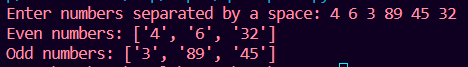 Enter numbers separated by a space: 4 6 3 89 45 32
Even numbers: ['4', '6', '32']
Odd numbers: ['3', '89', '45']